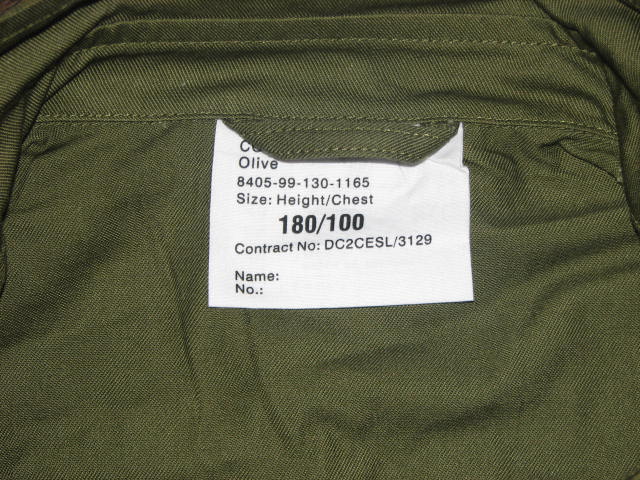 Olive
8405-99-130-1165
Size: Height/Chest
180/100
Contract No: DC2CESL/3129
Name:
No.: